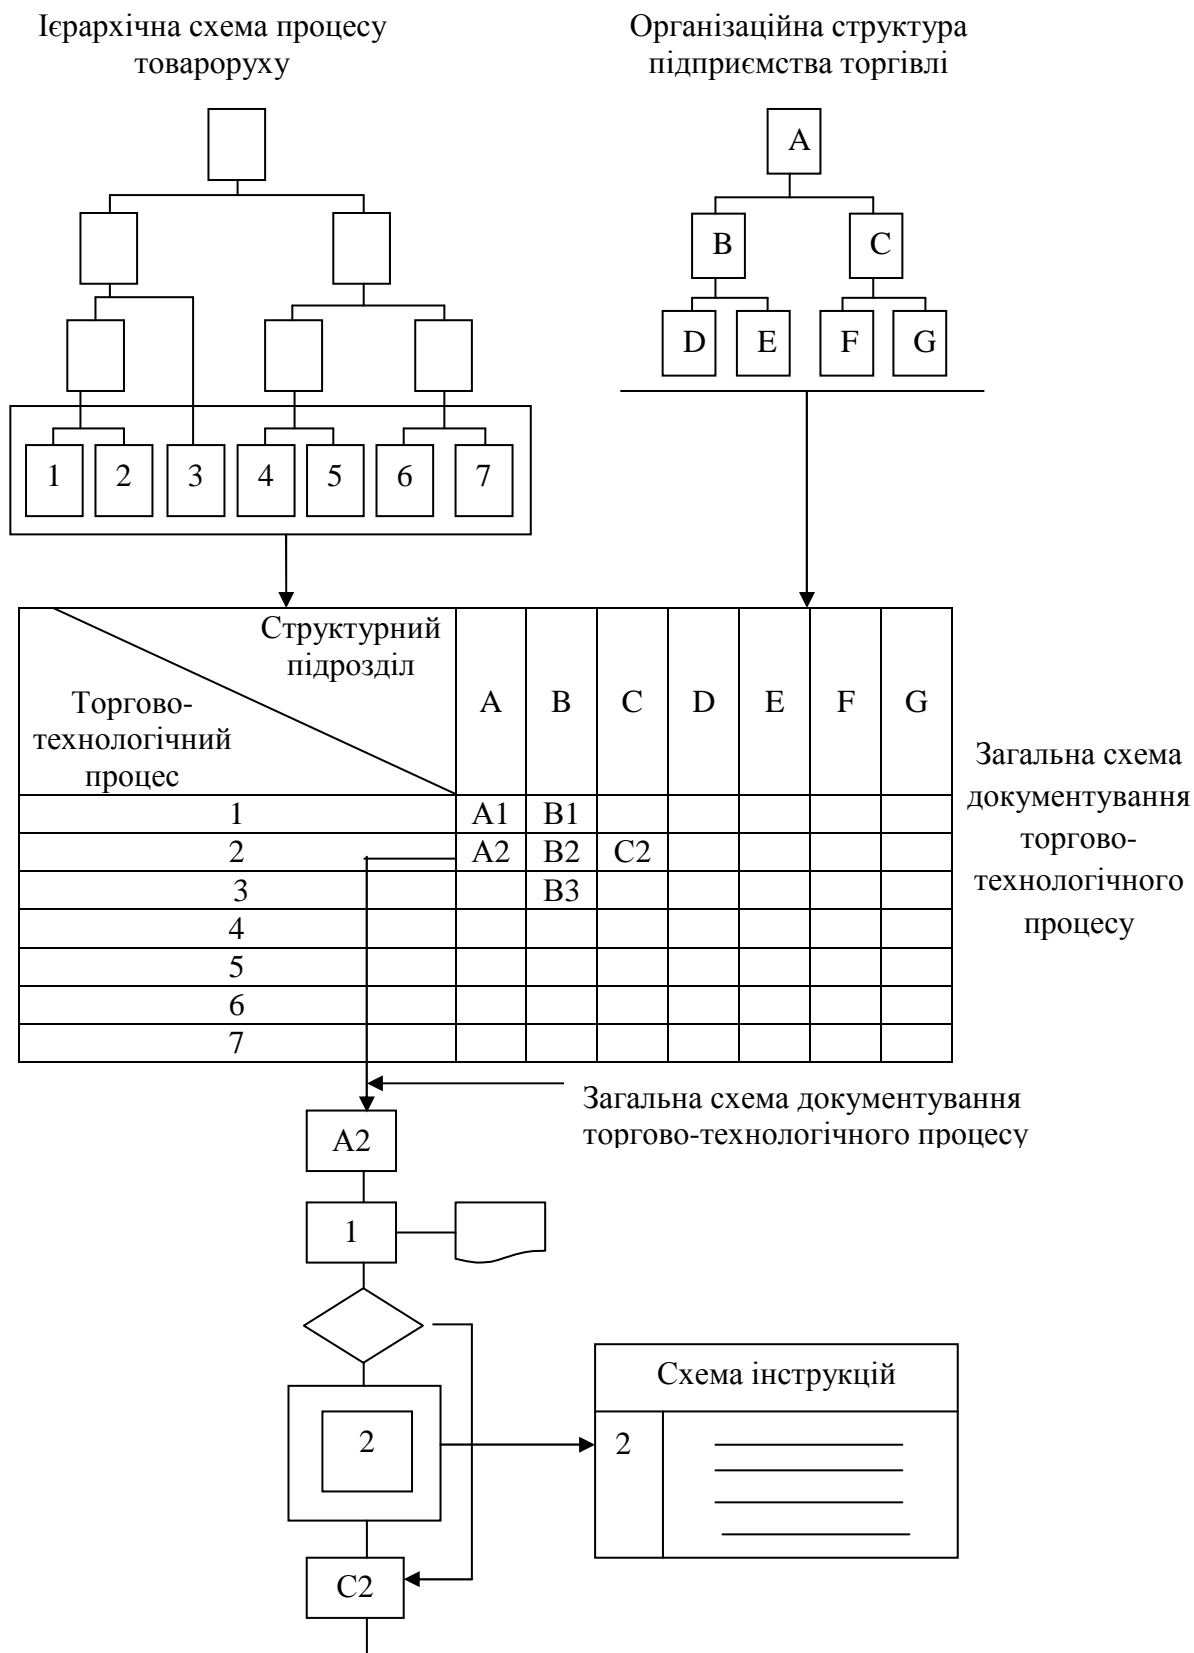 Ієрархічна схема процесу
товароруху
Організаційна структура
підприємства торгівлі
A
B
C
D
E
F
G
1
2
3
4
5
6
7
Структурний
підрозділ
Торгово-
технологічний
процес
A B C D E F G
1 A1 B1
2 A2 B2 C2
3 B3
4
5
6
7
Загальна схема
документування
торгово-
технологічного
процесу
Загальна схема документування
торгово-технологічного процесу
A2
1
2
Схема інструкцій
2
C2